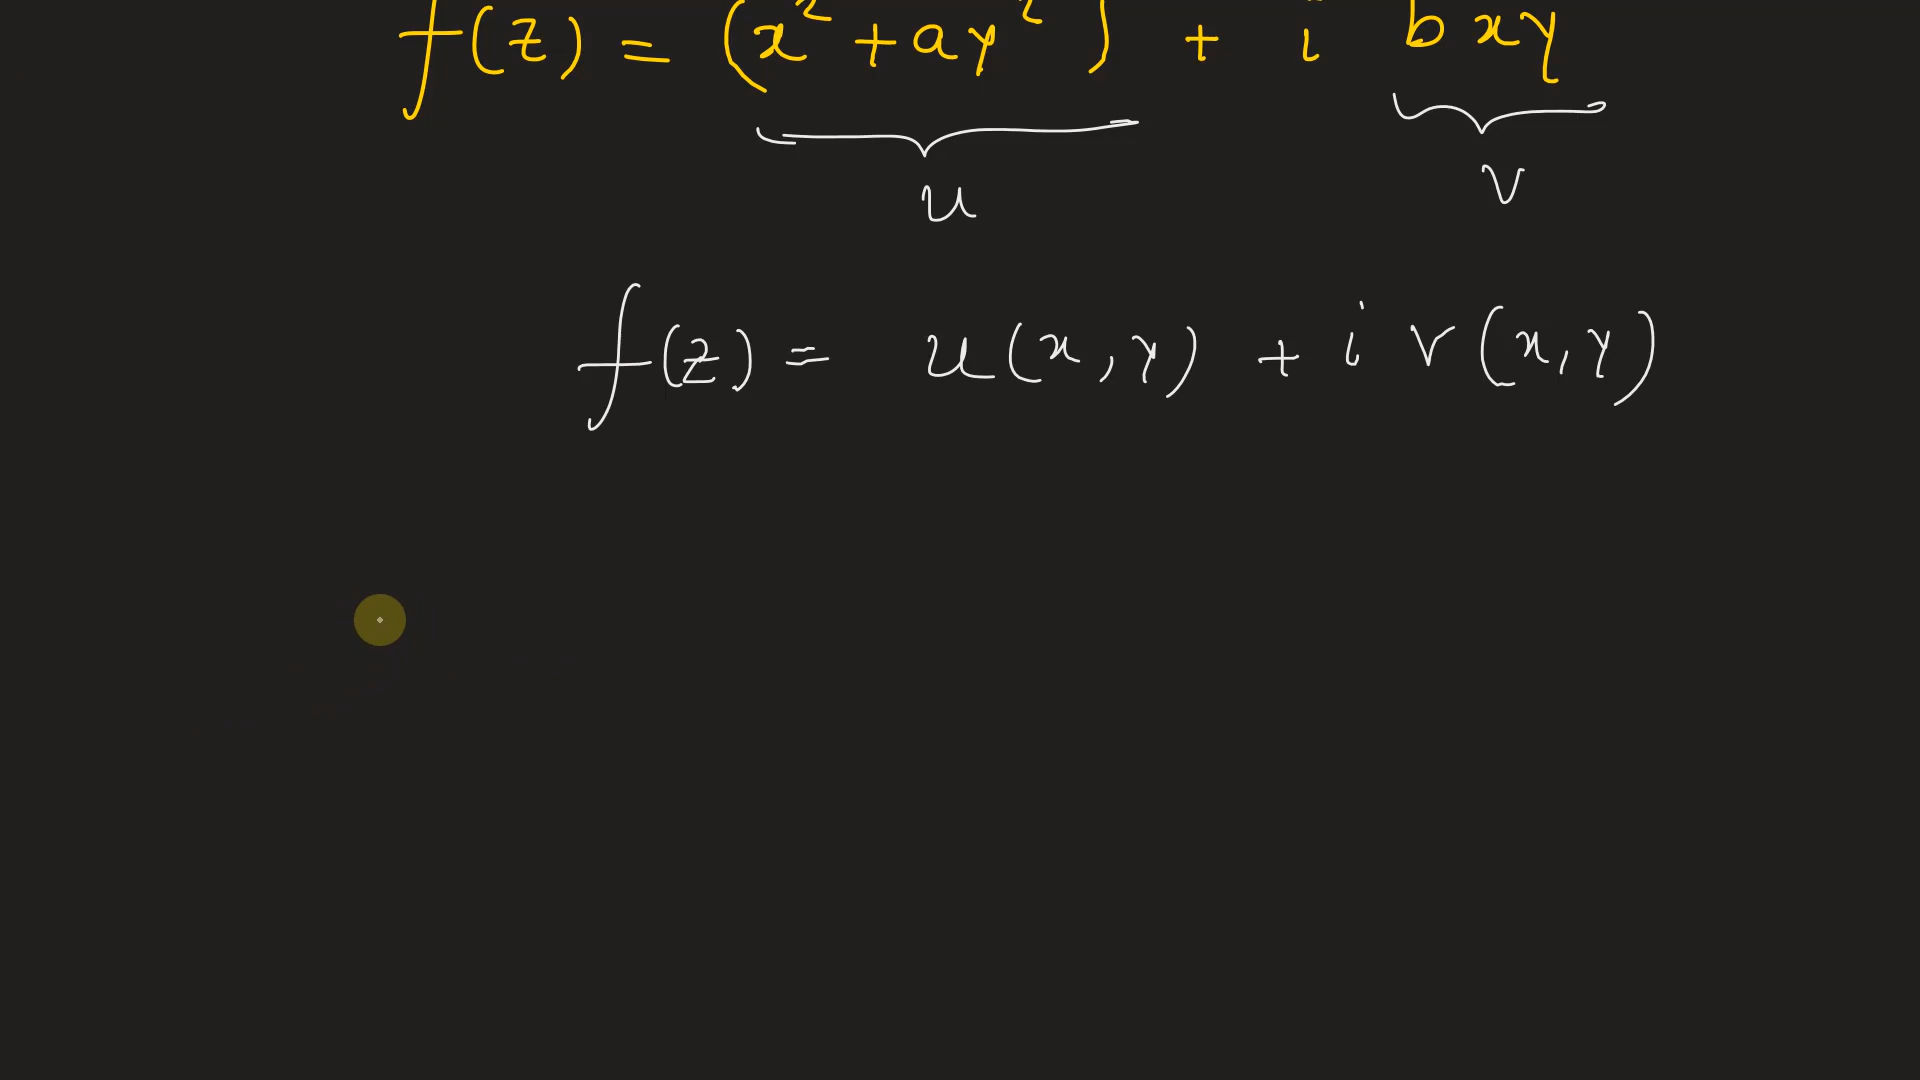 f(z) = (x² + ay²) + i bxy
u v
f(z) = u(x,y) + i v(x,y)